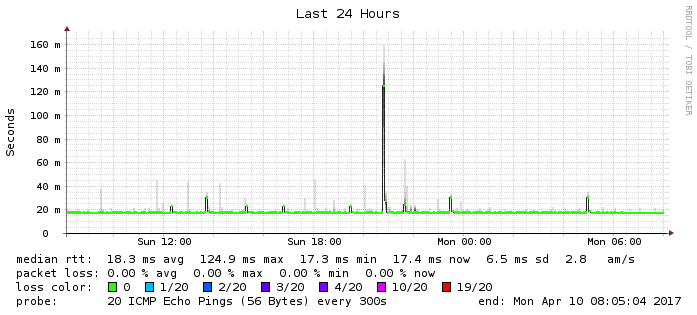 Last 24 Hours
RRDTOOL / TOBI OETIKER
Seconds
160 m
140 m
120 m
100 m
80 m
60 m
40 m
20 m
0
Sun 12:00 Sun 18:00 Mon 00:00 Mon 06:00
median rtt: 18.3 ms avg 124.9 ms max 17.3 ms min 17.4 ms now 6.5 ms sd 2.8 am/s
packet loss: 0.00 % avg 0.00 % max 0.00 % min 0.00 % now
loss color: 0 1/20 2/20 3/20 4/20 10/20 19/20
probe: 20 ICMP Echo Pings (56 Bytes) every 300s end: Mon Apr 10 08:05:04 2017